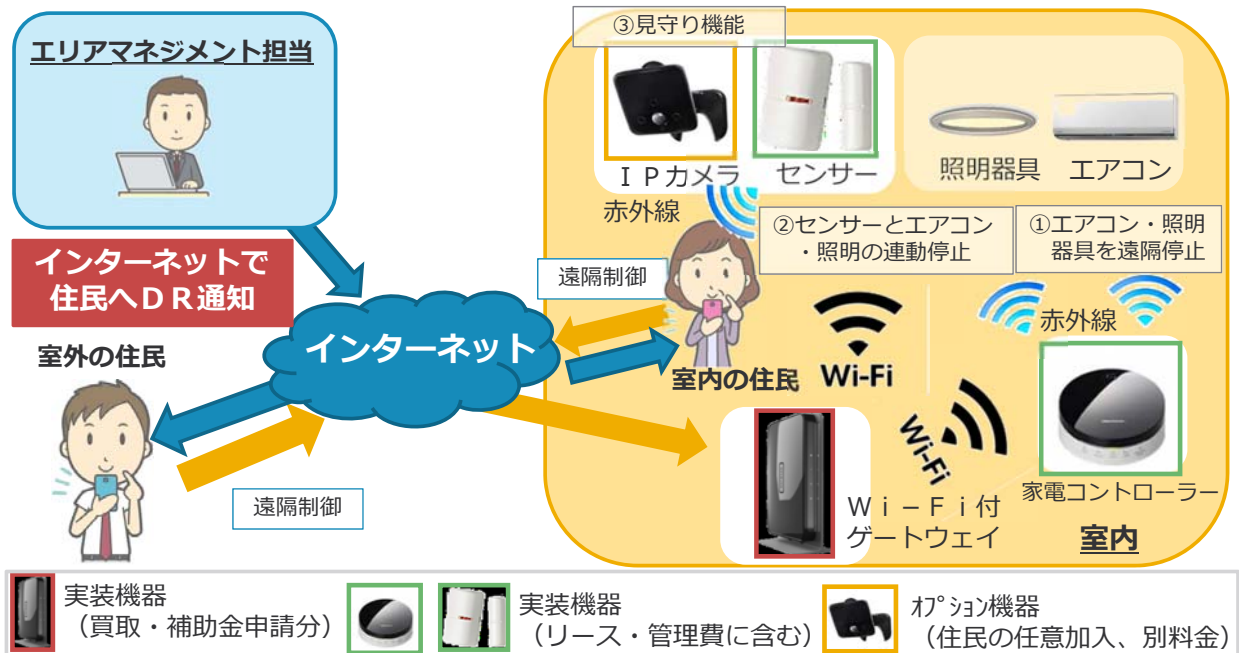 エリアマネジメント担当
インターネットで
住民へDR通知
室外の住民
遠隔制御
インターネット
遠隔制御
室内の住民
③見守り機能
IPカメラ
センサー
赤外線
照明器具
エアコン
②センサーとエアコン
・照明の連動停止
①エアコン・照明
器具を遠隔停止
Wi-Fi
赤外線
Wi-Fi
家電コントローラー
Wi-Fi付
ゲートウェイ
室内
実装機器
(買取・補助金申請分)
実装機器
(リース・管理費に含む)
オプション機器
(住民の任意加入、別料金)